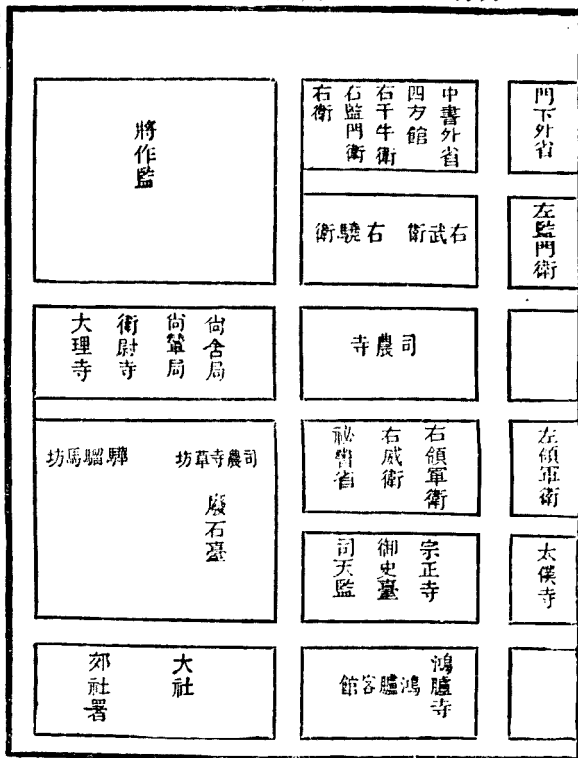 門下外省
左監門衛
左領軍衛
太僕寺
中書外省
四方館
右千牛衛
右監門衛
右衛
右武衛
右驍衛
司農寺
右領軍衛
右威衛
祕書省
宗正寺
御史臺
司天監
鴻臚寺
鴻臚客館
將作監
尚舍局
尚輦局
衛尉寺
大理寺
司農寺草坊
驊騮馬坊
廢石臺
大社
郊社署